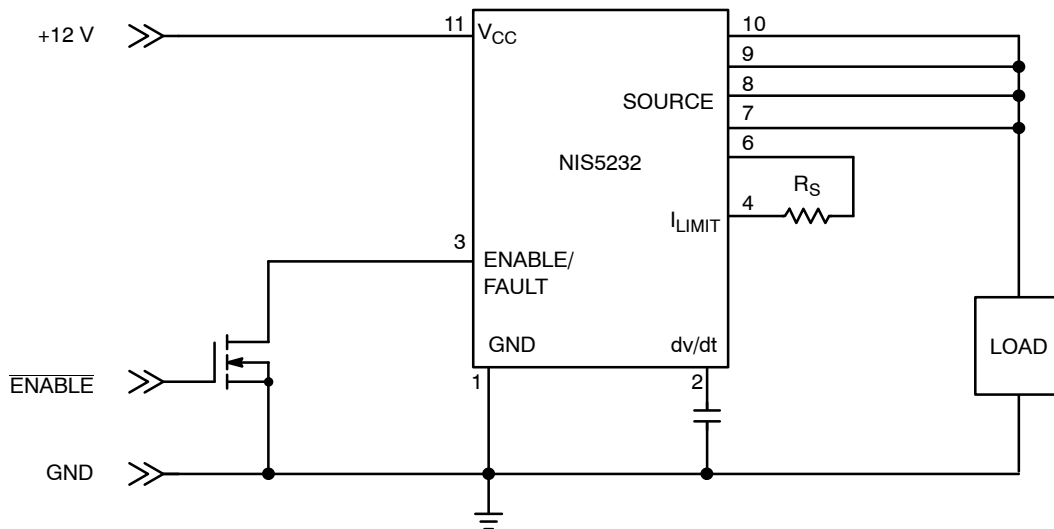 +12 V
11
V_CC
10
9
8
SOURCE
7
6
NIS5232
R_S
4
I_LIMIT
3
ENABLE/
FAULT
GND
dv/dt
LOAD
ENABLE
1
2
GND